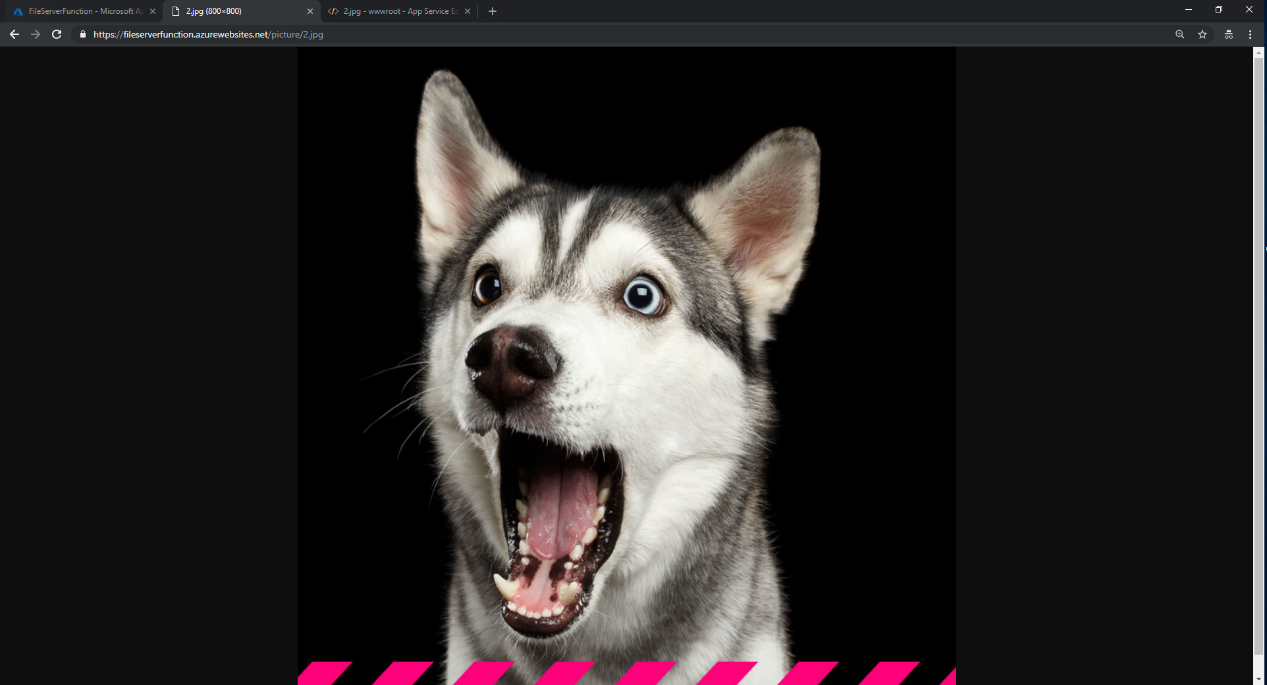 FileServerFunction - Microsoft Az
2.jpg (800×800)
2.jpg - wwwroot - App Service Ed
https://fileserverfunction.azurewebsites.net/picture/2.jpg